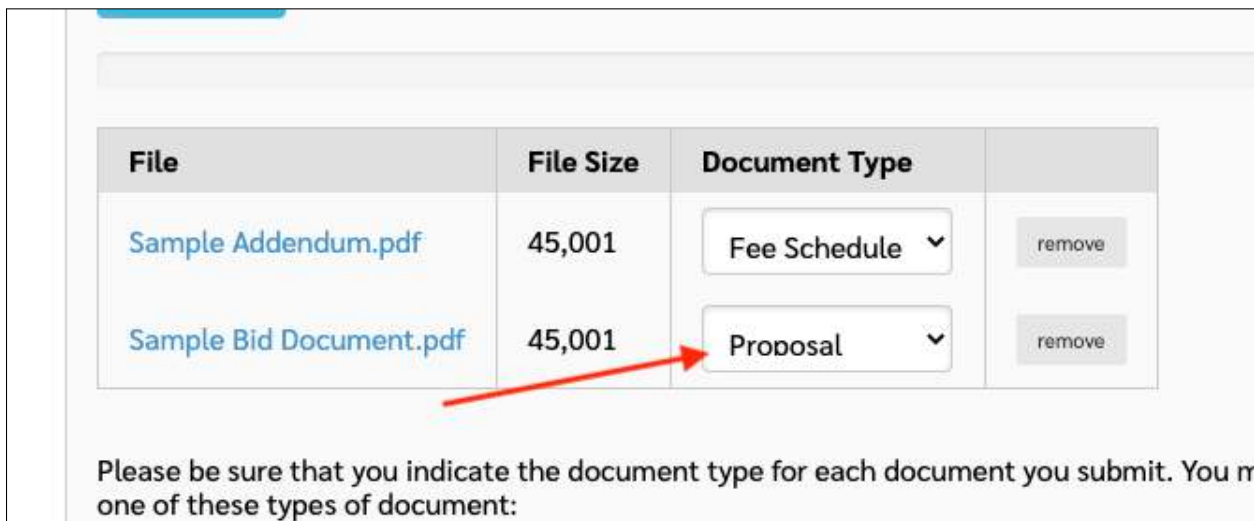 File File Size Document Type
Sample Addendum.pdf 45,001 Fee Schedule remove
Sample Bid Document.pdf 45,001 Proposal remove
Please be sure that you indicate the document type for each document you submit. You
one of these types of document: